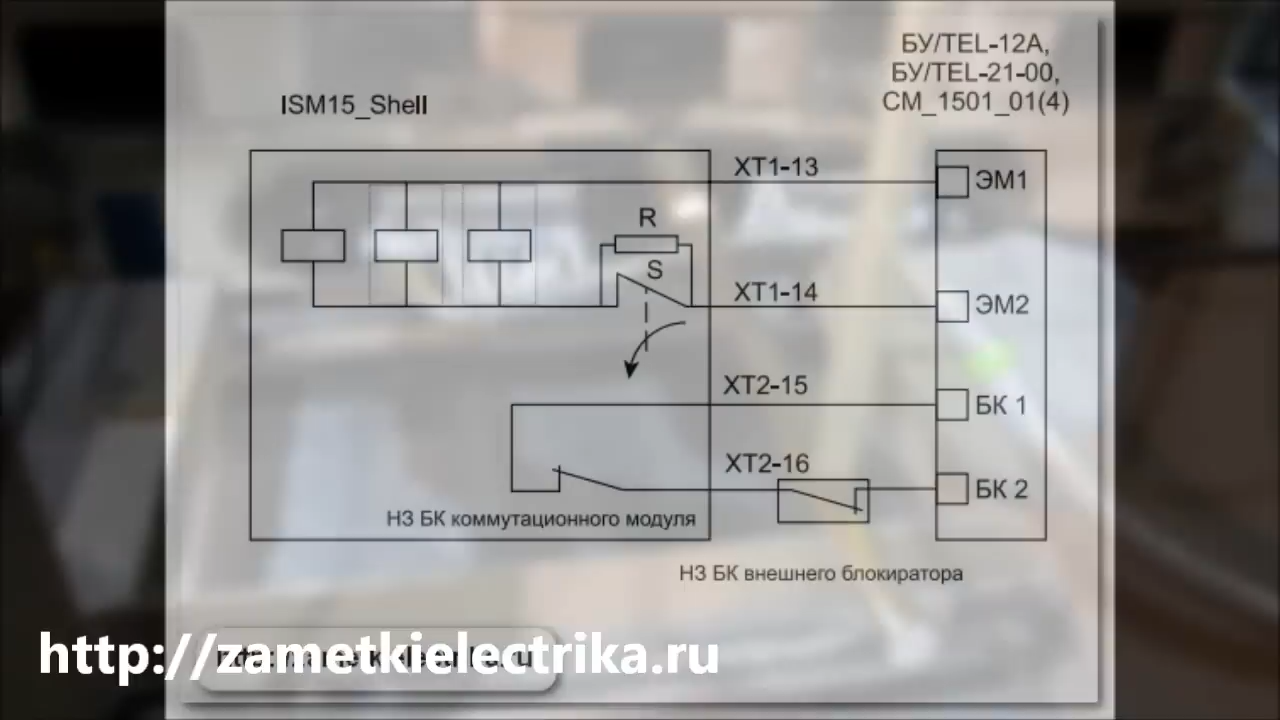 БУ/TEL-12A,
БУ/TEL-21-00,
CM_1501_01(4)
ISM15_Shell
XT1-13
ЭМ1
R
S
XT1-14
ЭМ2
XT2-15
БК 1
XT2-16
БК 2
НЗ БК коммутационного модуля
НЗ БК внешнего блокиратора
http://zametkielectrika.ru